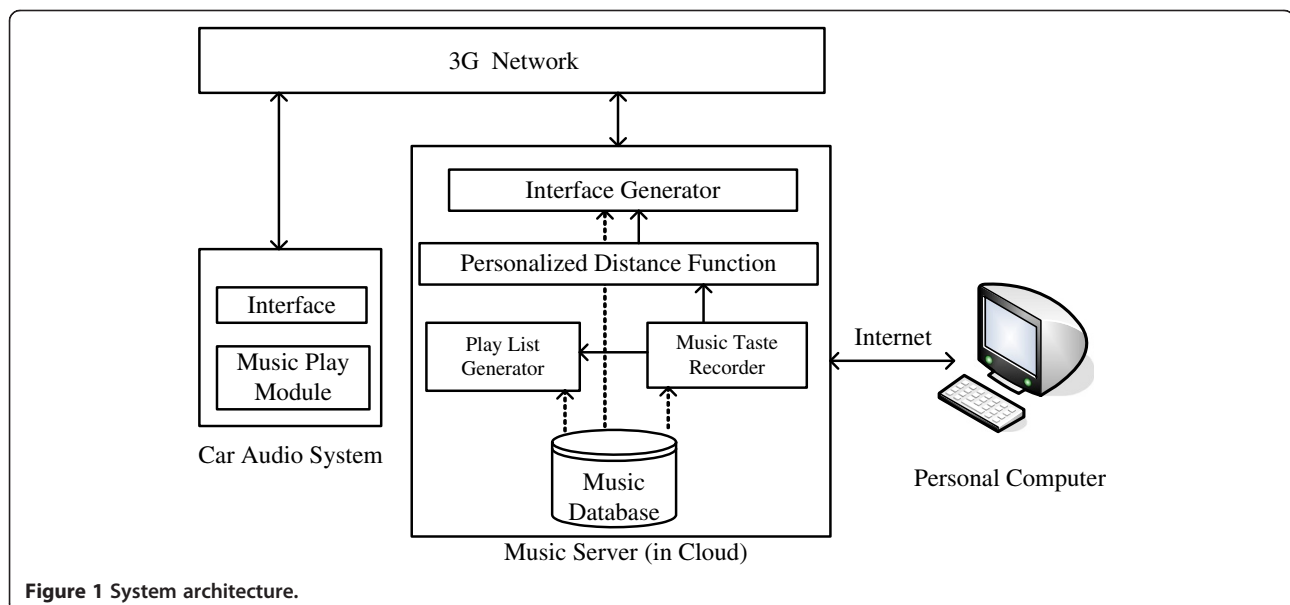 3G Network
Interface Generator
Personalized Distance Function
Interface
Music Play
Module
Car Audio System
Play List
Generator
Music Taste
Recorder
Internet
Music
Database
Personal Computer
Music Server (in Cloud)
Figure 1 System architecture.